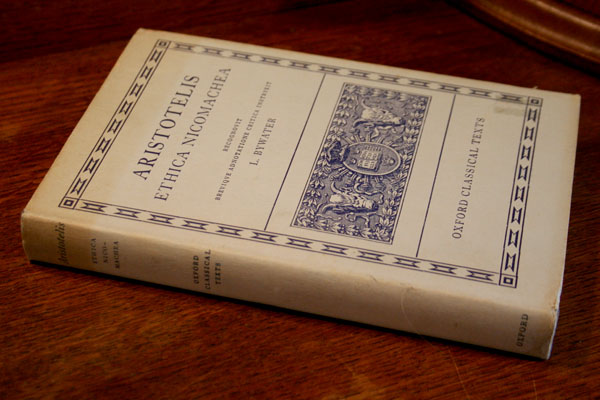 ARISTOTELIS
ETHICA NICOMACHEA
RECOGNOVIT
BREVIQUE ADNOTATIONE CRITICA INSTRUXIT
L. BYWATER
OXFORD CLASSICAL TEXTS
Aristotelis
ETHICA
NICO-
MACHEA
OXFORD
CLASSICAL
TEXTS
OXFORD